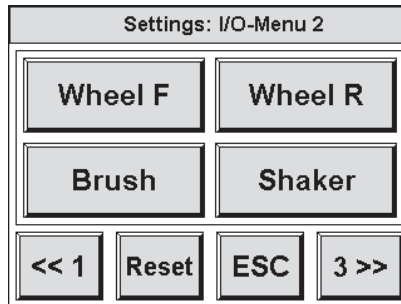 Settings: I/O-Menu 2
Wheel F Wheel R
Brush Shaker
<< 1 Reset ESC 3 >>